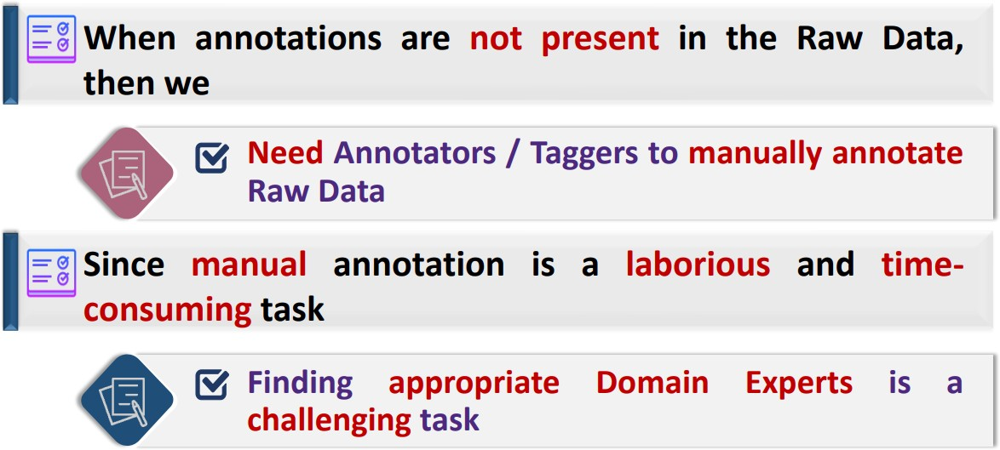 When annotations are not present in the Raw Data,
then we
Need Annotators / Taggers to manually annotate
Raw Data
Since manual annotation is a laborious and time-
consuming task
Finding appropriate Domain Experts is a
challenging task